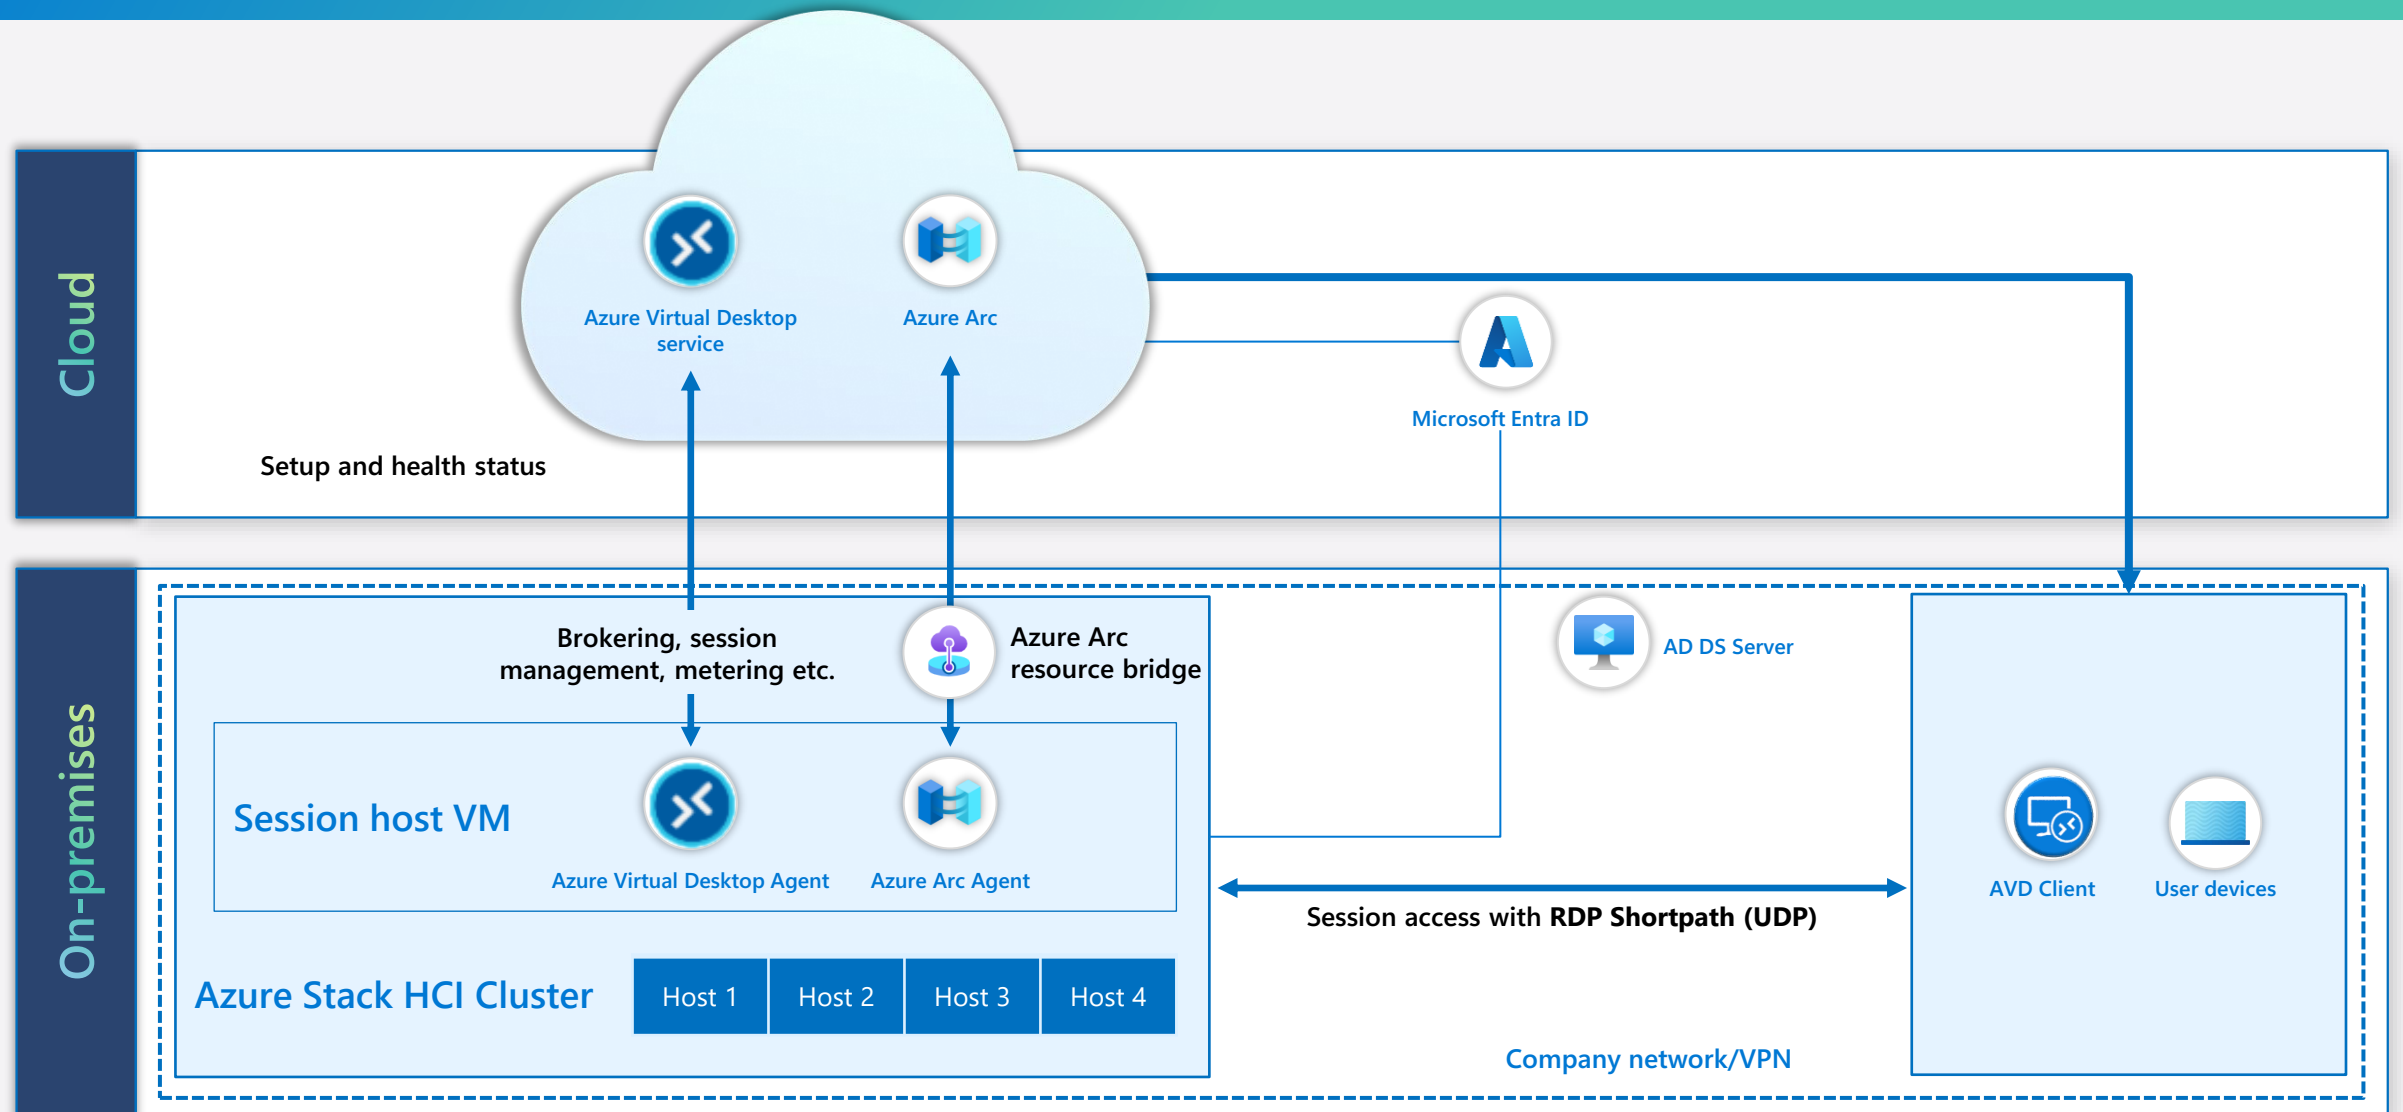 Cloud
Azure Virtual Desktop
service
Azure Arc
Microsoft Entra ID
Setup and health status
On-premises
Brokering, session
management, metering etc.
Azure Arc
resource bridge
AD DS Server
Session host VM
Azure Virtual Desktop Agent
Azure Arc Agent
AVD Client
User devices
Session access with RDP Shortpath (UDP)
Azure Stack HCI Cluster
Host 1
Host 2
Host 3
Host 4
Company network/VPN